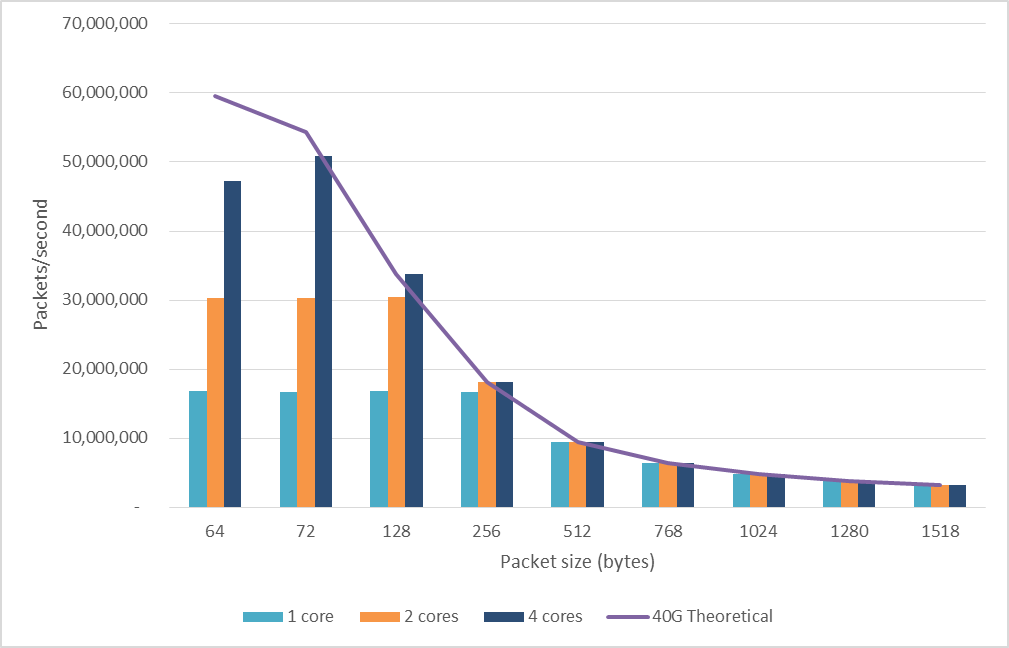 70,000,000
60,000,000
50,000,000
40,000,000
30,000,000
20,000,000
10,000,000
-
Packets/second
64 72 128 256 512 768 1024 1280 1518
Packet size (bytes)
1 core 2 cores 4 cores 40G Theoretical